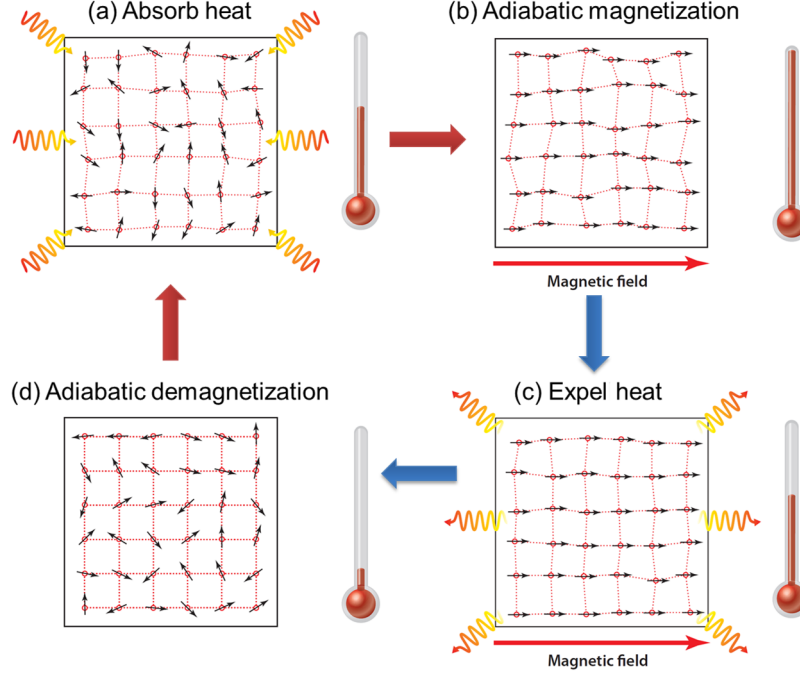 (a) Absorb heat
(b) Adiabatic magnetization
Magnetic field
(d) Adiabatic demagnetization
(c) Expel heat
Magnetic field